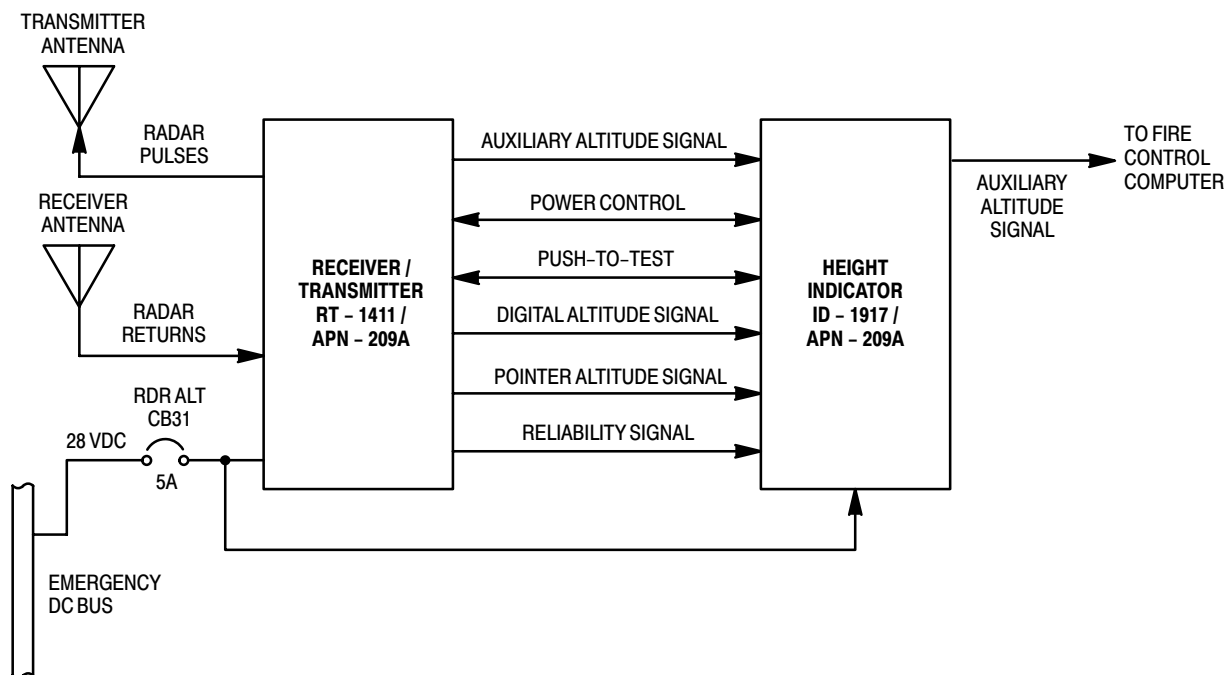 TRANSMITTER
ANTENNA
RADAR
PULSES
RECEIVER
ANTENNA
RADAR
RETURNS
RDR ALT
CB31
28 VDC
5A
EMERGENCY
DC BUS
RECEIVER /
TRANSMITTER
RT - 1411 /
APN - 209A
AUXILIARY ALTITUDE SIGNAL
POWER CONTROL
PUSH-TO-TEST
DIGITAL ALTITUDE SIGNAL
POINTER ALTITUDE SIGNAL
RELIABILITY SIGNAL
HEIGHT
INDICATOR
ID - 1917 /
APN - 209A
AUXILIARY
ALTITUDE
SIGNAL
TO FIRE
CONTROL
COMPUTER